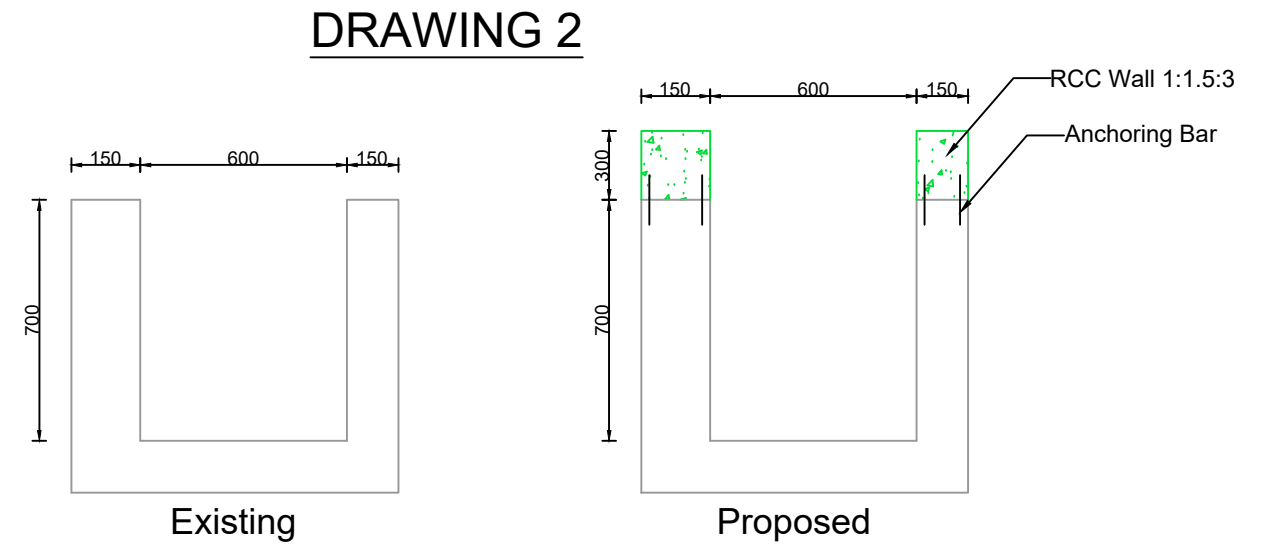 DRAWING 2
150 600 150
700
Existing
150 600 150
300
700
RCC Wall 1:1.5:3
Anchoring Bar
Proposed